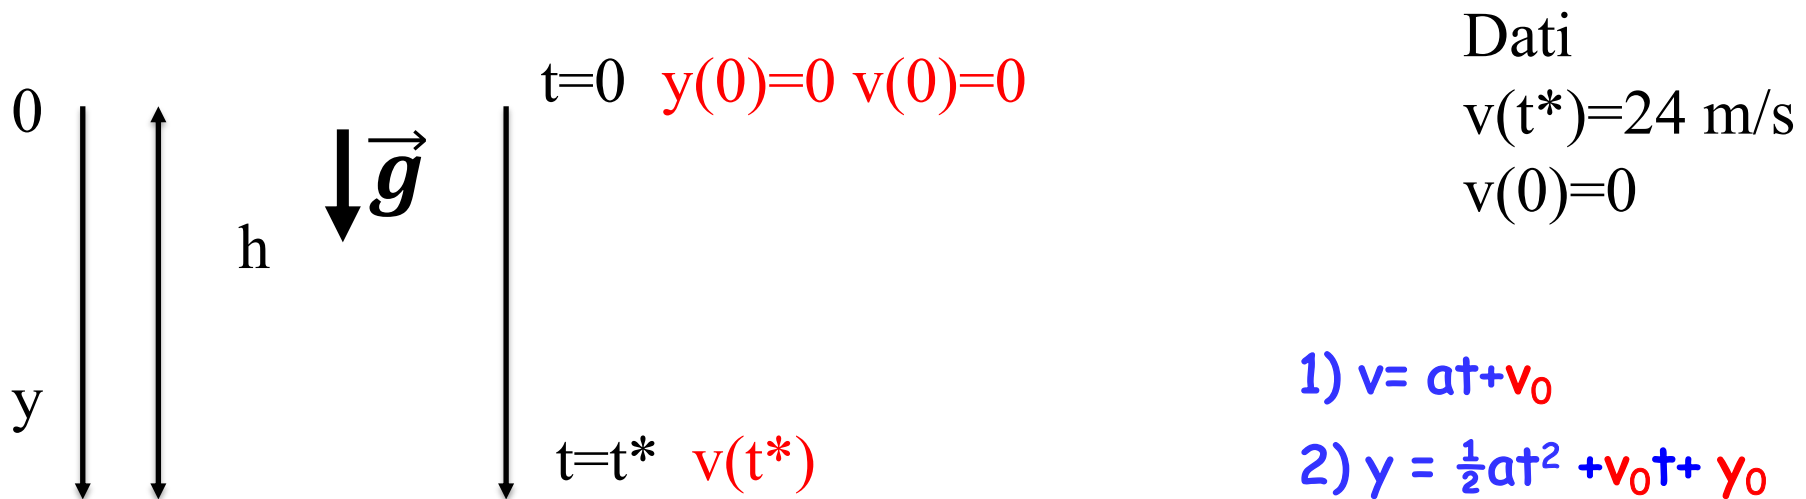 0
y
h
g
t=0 y(0)=0 v(0)=0
t=t* v(t*)
Dati
v(t*)=24 m/s
v(0)=0
1) v= at+v₀
2) y = ½at² +v₀t+ y₀